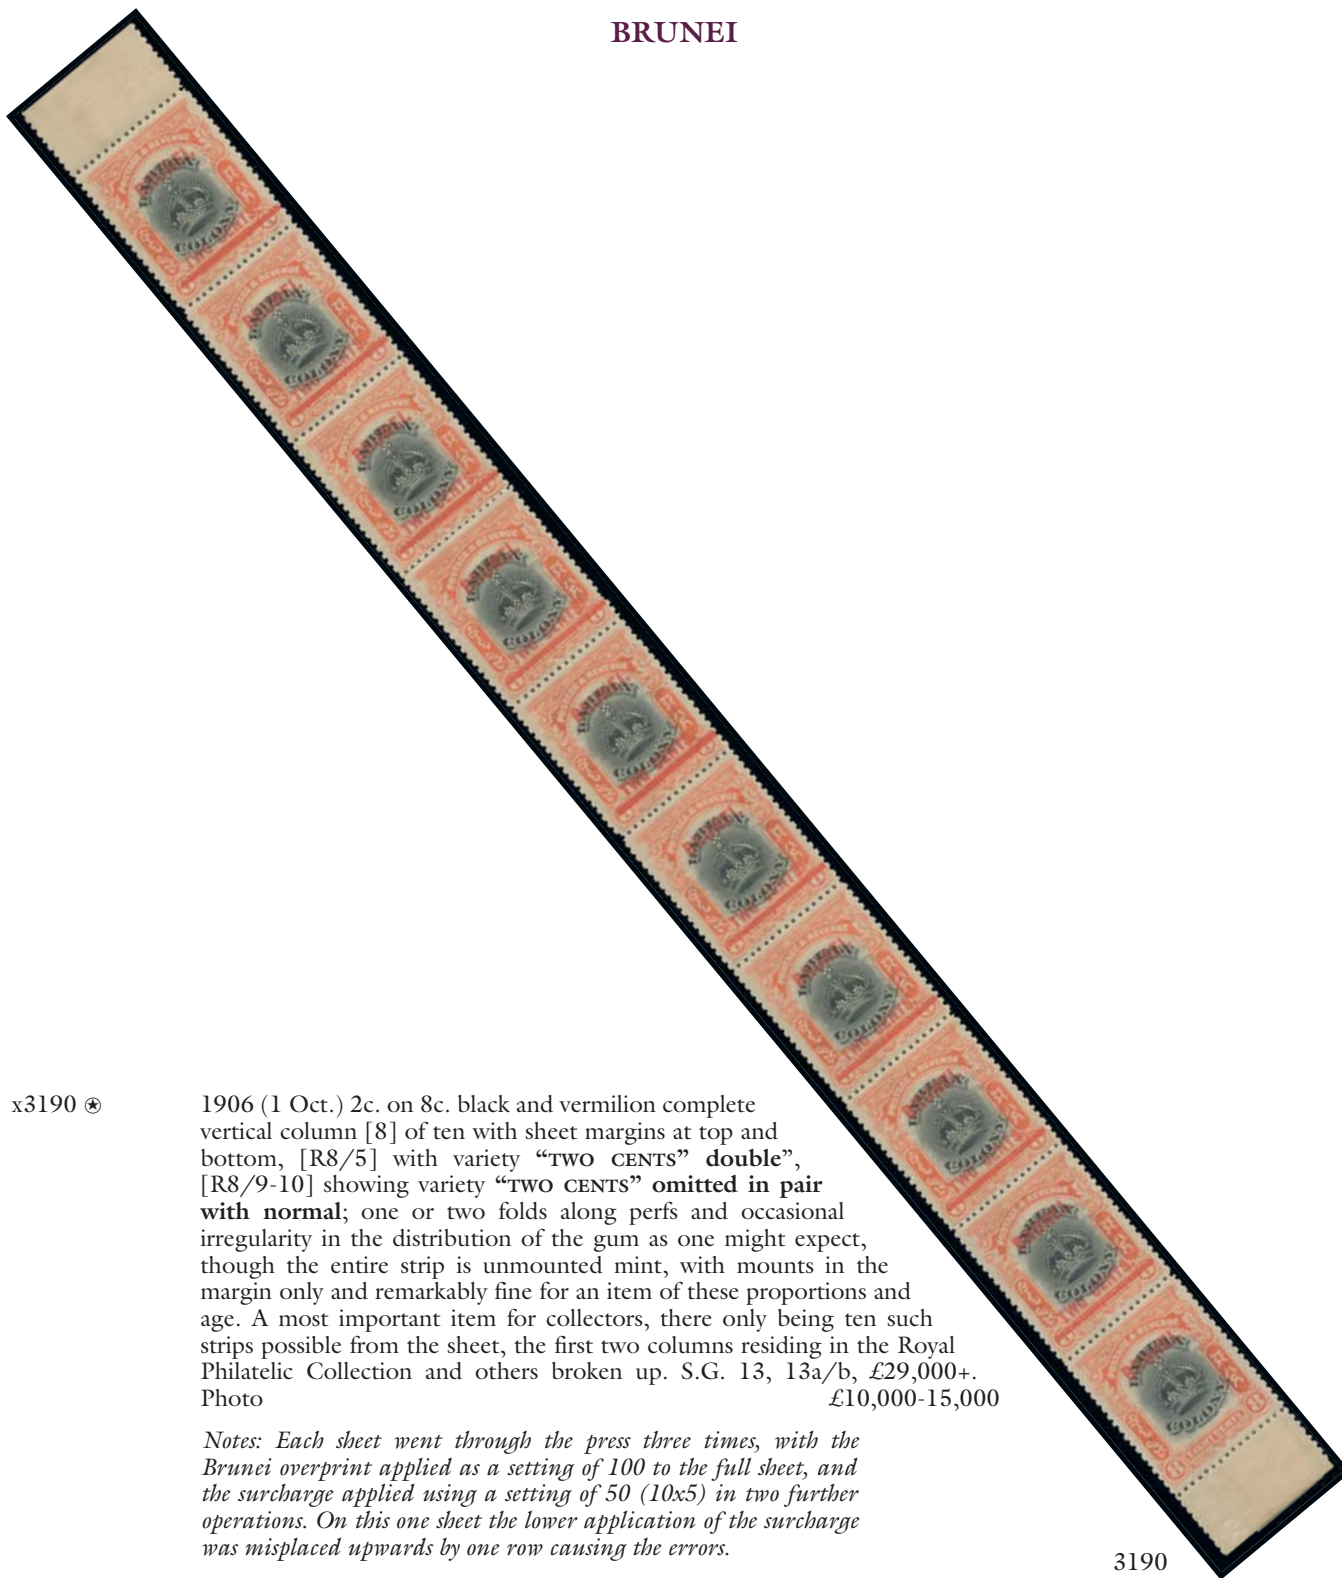 BRUNEI
x3190 ✪
1906 (1 Oct.) 2c. on 8c. black and vermilion complete
vertical column [8] of ten with sheet margins at top and
bottom, [R8/5] with variety “TWO CENTS” double”,
[R8/9-10] showing variety “TWO CENTS” omitted in pair
with normal; one or two folds along perfs and occasional
irregularity in the distribution of the gum as one might expect,
though the entire strip is unmounted mint, with mounts in the
margin only and remarkably fine for an item of these proportions and
age. A most important item for collectors, there only being ten such
strips possible from the sheet, the first two columns residing in the Royal
Philatelic Collection and others broken up. S.G. 13, 13a/b, £29,000+.
Photo £10,000-15,000
Notes: Each sheet went through the press three times, with the
Brunei overprint applied as a setting of 100 to the full sheet, and
the surcharge applied using a setting of 50 (10x5) in two further
operations. On this one sheet the lower application of the surcharge
was misplaced upwards by one row causing the errors.
3190